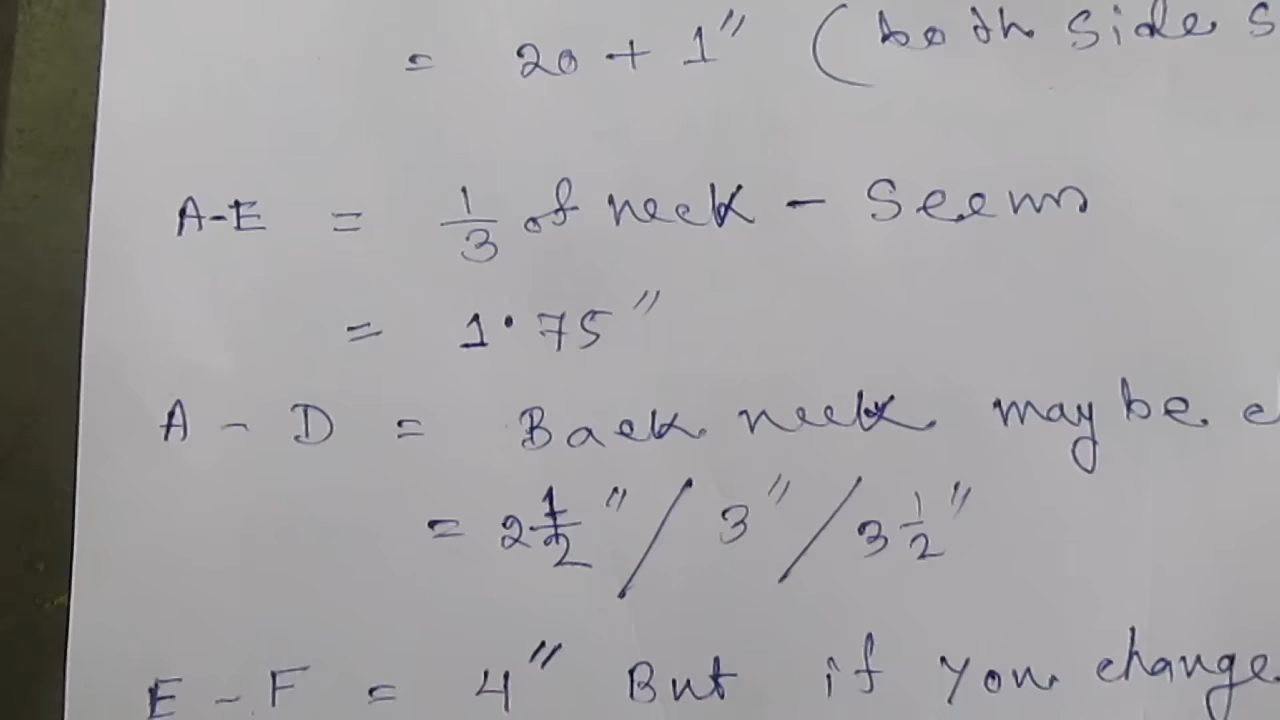 = 20 + 1" (both side s
A-E = 1/3 of neck - Seems
= 1.75"
A - D = Back neck may be
= 2 1/2" / 3" / 3 1/2"
E - F = 4" But if you change